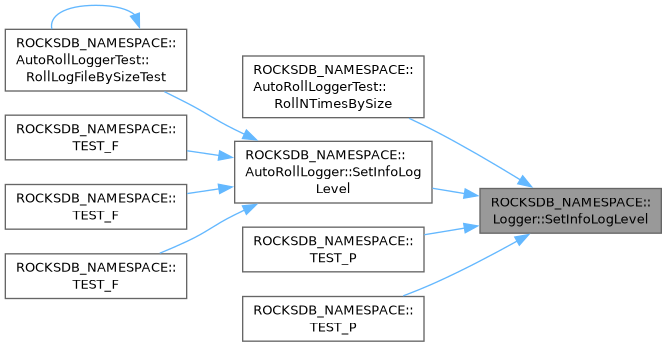 ROCKSDB_NAMESPACE::
AutoRollLoggerTest::
RollLogFileBySizeTest
ROCKSDB_NAMESPACE::
TEST_F
ROCKSDB_NAMESPACE::
TEST_F
ROCKSDB_NAMESPACE::
TEST_F
ROCKSDB_NAMESPACE::
AutoRollLoggerTest::
RollNTimesBySize
ROCKSDB_NAMESPACE::
AutoRollLogger::SetInfoLog
Level
ROCKSDB_NAMESPACE::
TEST_P
ROCKSDB_NAMESPACE::
TEST_P
ROCKSDB_NAMESPACE::
Logger::SetInfoLogLevel